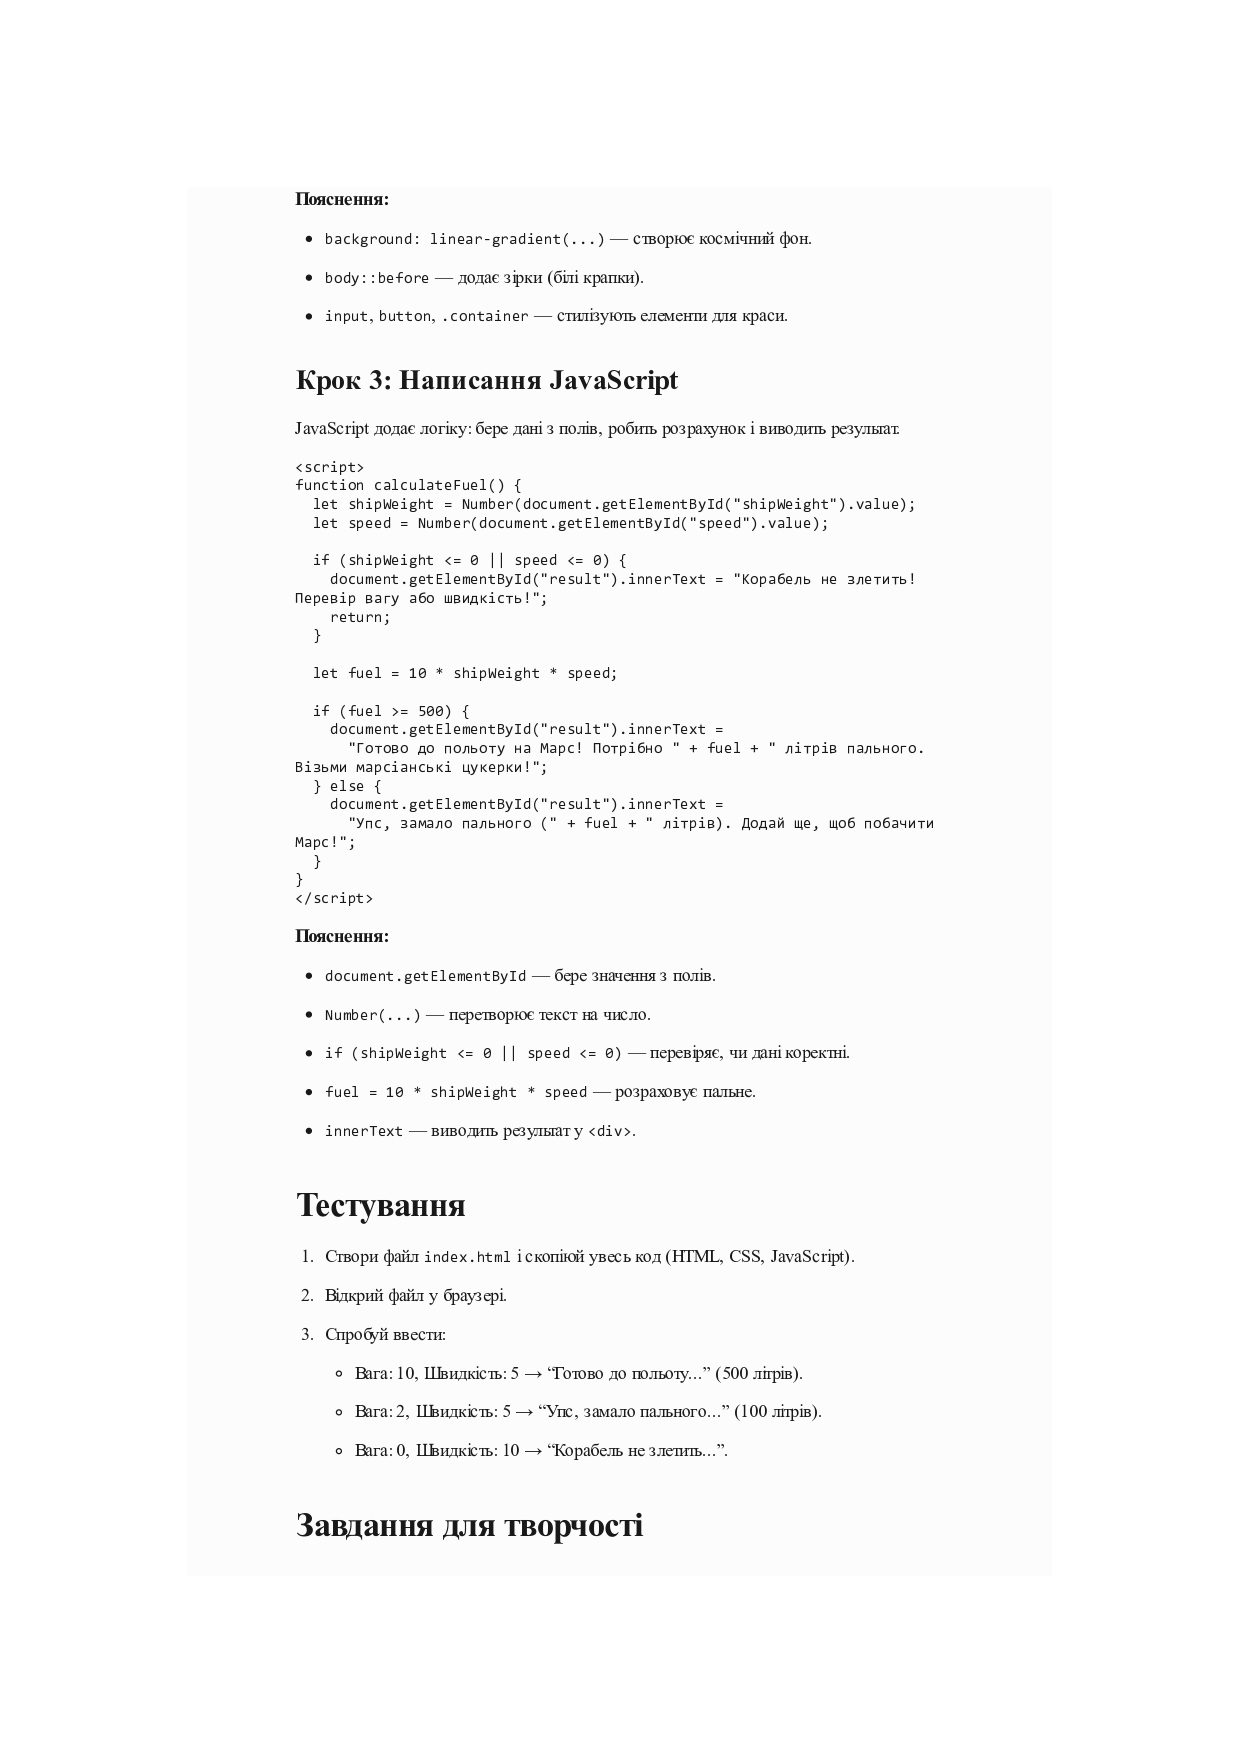 Пояснення:
background: linear-gradient(...) — створює космічний фон.
body::before — додає зірки (білі крапки).
input, button, .container — стилізують елементи для краси.
Крок 3: Написання JavaScript
JavaScript додає логіку: бере дані з полів, робить розрахунок і виводить результат.
<script>
function calculateFuel() {
  let shipWeight = Number(document.getElementById("shipWeight").value);
  let speed = Number(document.getElementById("speed").value);
  if (shipWeight <= 0 || speed <= 0) {
    document.getElementById("result").innerText = "Корабель не злетить!
Перевір вагу або швидкість!";
    return;
  }
  let fuel = 10 * shipWeight * speed;
  if (fuel >= 500) {
    document.getElementById("result").innerText =
      "Готово до польоту на Марс! Потрібно " + fuel + " літрів пального.
Візьми марсіанські цукерки!";
  } else {
    document.getElementById("result").innerText =
      "Упс, замало пального (" + fuel + " літрів). Додай ще, щоб побачити
Марс!";
  }
}
</script>
Пояснення:
document.getElementById — бере значення з полів.
Number(...) — перетворює текст на число.
if (shipWeight <= 0 || speed <= 0) — перевіряє, чи дані коректні.
fuel = 10 * shipWeight * speed — розраховує пальне.
innerText — виводить результат у <div>.
Тестування
1. Створи файл index.html і скопіюй увесь код (HTML, CSS, JavaScript).
2. Відкрий файл у браузері.
3. Спробуй ввести:
Вага: 10, Швидкість: 5 → “Готово до польоту...” (500 літрів).
Вага: 2, Швидкість: 5 → “Упс, замало пального...” (100 літрів).
Вага: 0, Швидкість: 10 → “Корабель не злетить...”.
Завдання для творчості